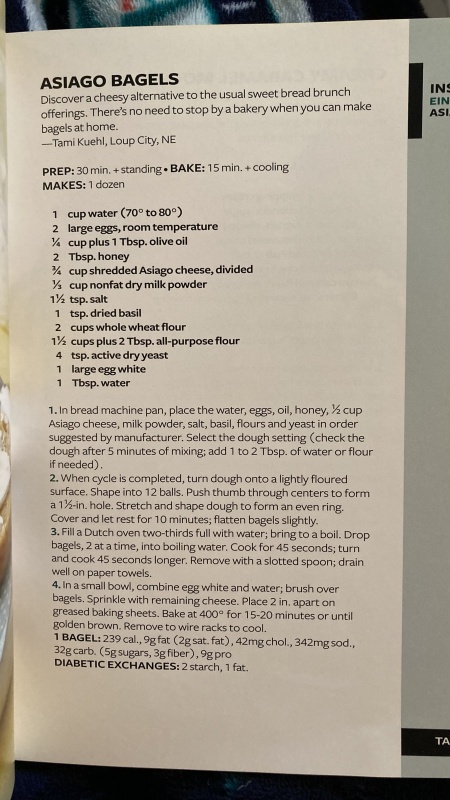 ASIAGO BAGELS
Discover a cheesy alternative to the usual sweet bread brunch
offerings. There's no need to stop by a bakery when you can make
bagels at home.
—Tami Kuehl, Loup City, NE
PREP: 30 min. + standing • BAKE: 15 min. + cooling
MAKES: 1 dozen
1 cup water (70° to 80°)
2 large eggs, room temperature
¼ cup plus 1 Tbsp. olive oil
2 Tbsp. honey
¾ cup shredded Asiago cheese, divided
⅓ cup nonfat dry milk powder
1½ tsp. salt
1 tsp. dried basil
2 cups whole wheat flour
1½ cups plus 2 Tbsp. all-purpose flour
4 tsp. active dry yeast
1 large egg white
1 Tbsp. water
1. In bread machine pan, place the water, eggs, oil, honey, ½ cup
Asiago cheese, milk powder, salt, basil, flours and yeast in order
suggested by manufacturer. Select the dough setting (check the
dough after 5 minutes of mixing; add 1 to 2 Tbsp. of water or flour
if needed).
2. When cycle is completed, turn dough onto a lightly floured
surface. Shape into 12 balls. Push thumb through centers to form
a 1½-in. hole. Stretch and shape dough to form an even ring.
Cover and let rest for 10 minutes; flatten bagels slightly.
3. Fill a Dutch oven two-thirds full with water; bring to a boil. Drop
bagels, 2 at a time, into boiling water. Cook for 45 seconds; turn
and cook 45 seconds longer. Remove with a slotted spoon; drain
well on paper towels.
4. In a small bowl, combine egg white and water; brush over
bagels. Sprinkle with remaining cheese. Place 2 in. apart on
greased baking sheets. Bake at 400° for 15-20 minutes or until
golden brown. Remove to wire racks to cool.
1 BAGEL: 239 cal., 9g fat (2g sat. fat), 42mg chol., 342mg sod.,
32g carb. (5g sugars, 3g fiber), 9g pro
DIABETIC EXCHANGES: 2 starch, 1 fat.
INS
EIN
ASI
TA